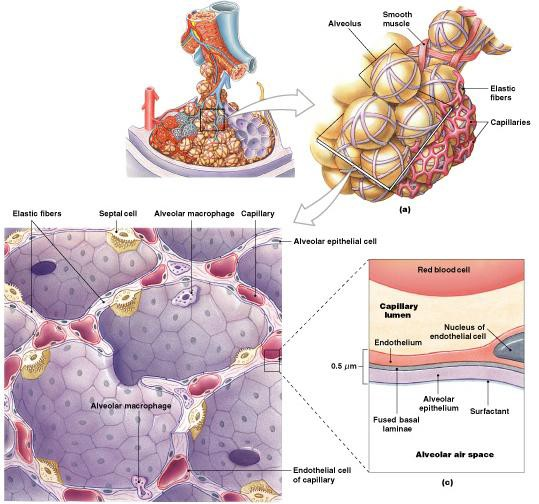 Alveolus
Smooth
muscle
Elastic
fibers
Capillaries
(a)
Elastic fibers
Septal cell
Alveolar macrophage
Capillary
Alveolar epithelial cell
Alveolar macrophage
Endothelial cell
of capillary
Red blood cell
Capillary
lumen
Nucleus of
endothelial cell
Endothelium
0.5 µm
Alveolar
epithelium
Surfactant
Fused basal
laminae
Alveolar air space
(c)